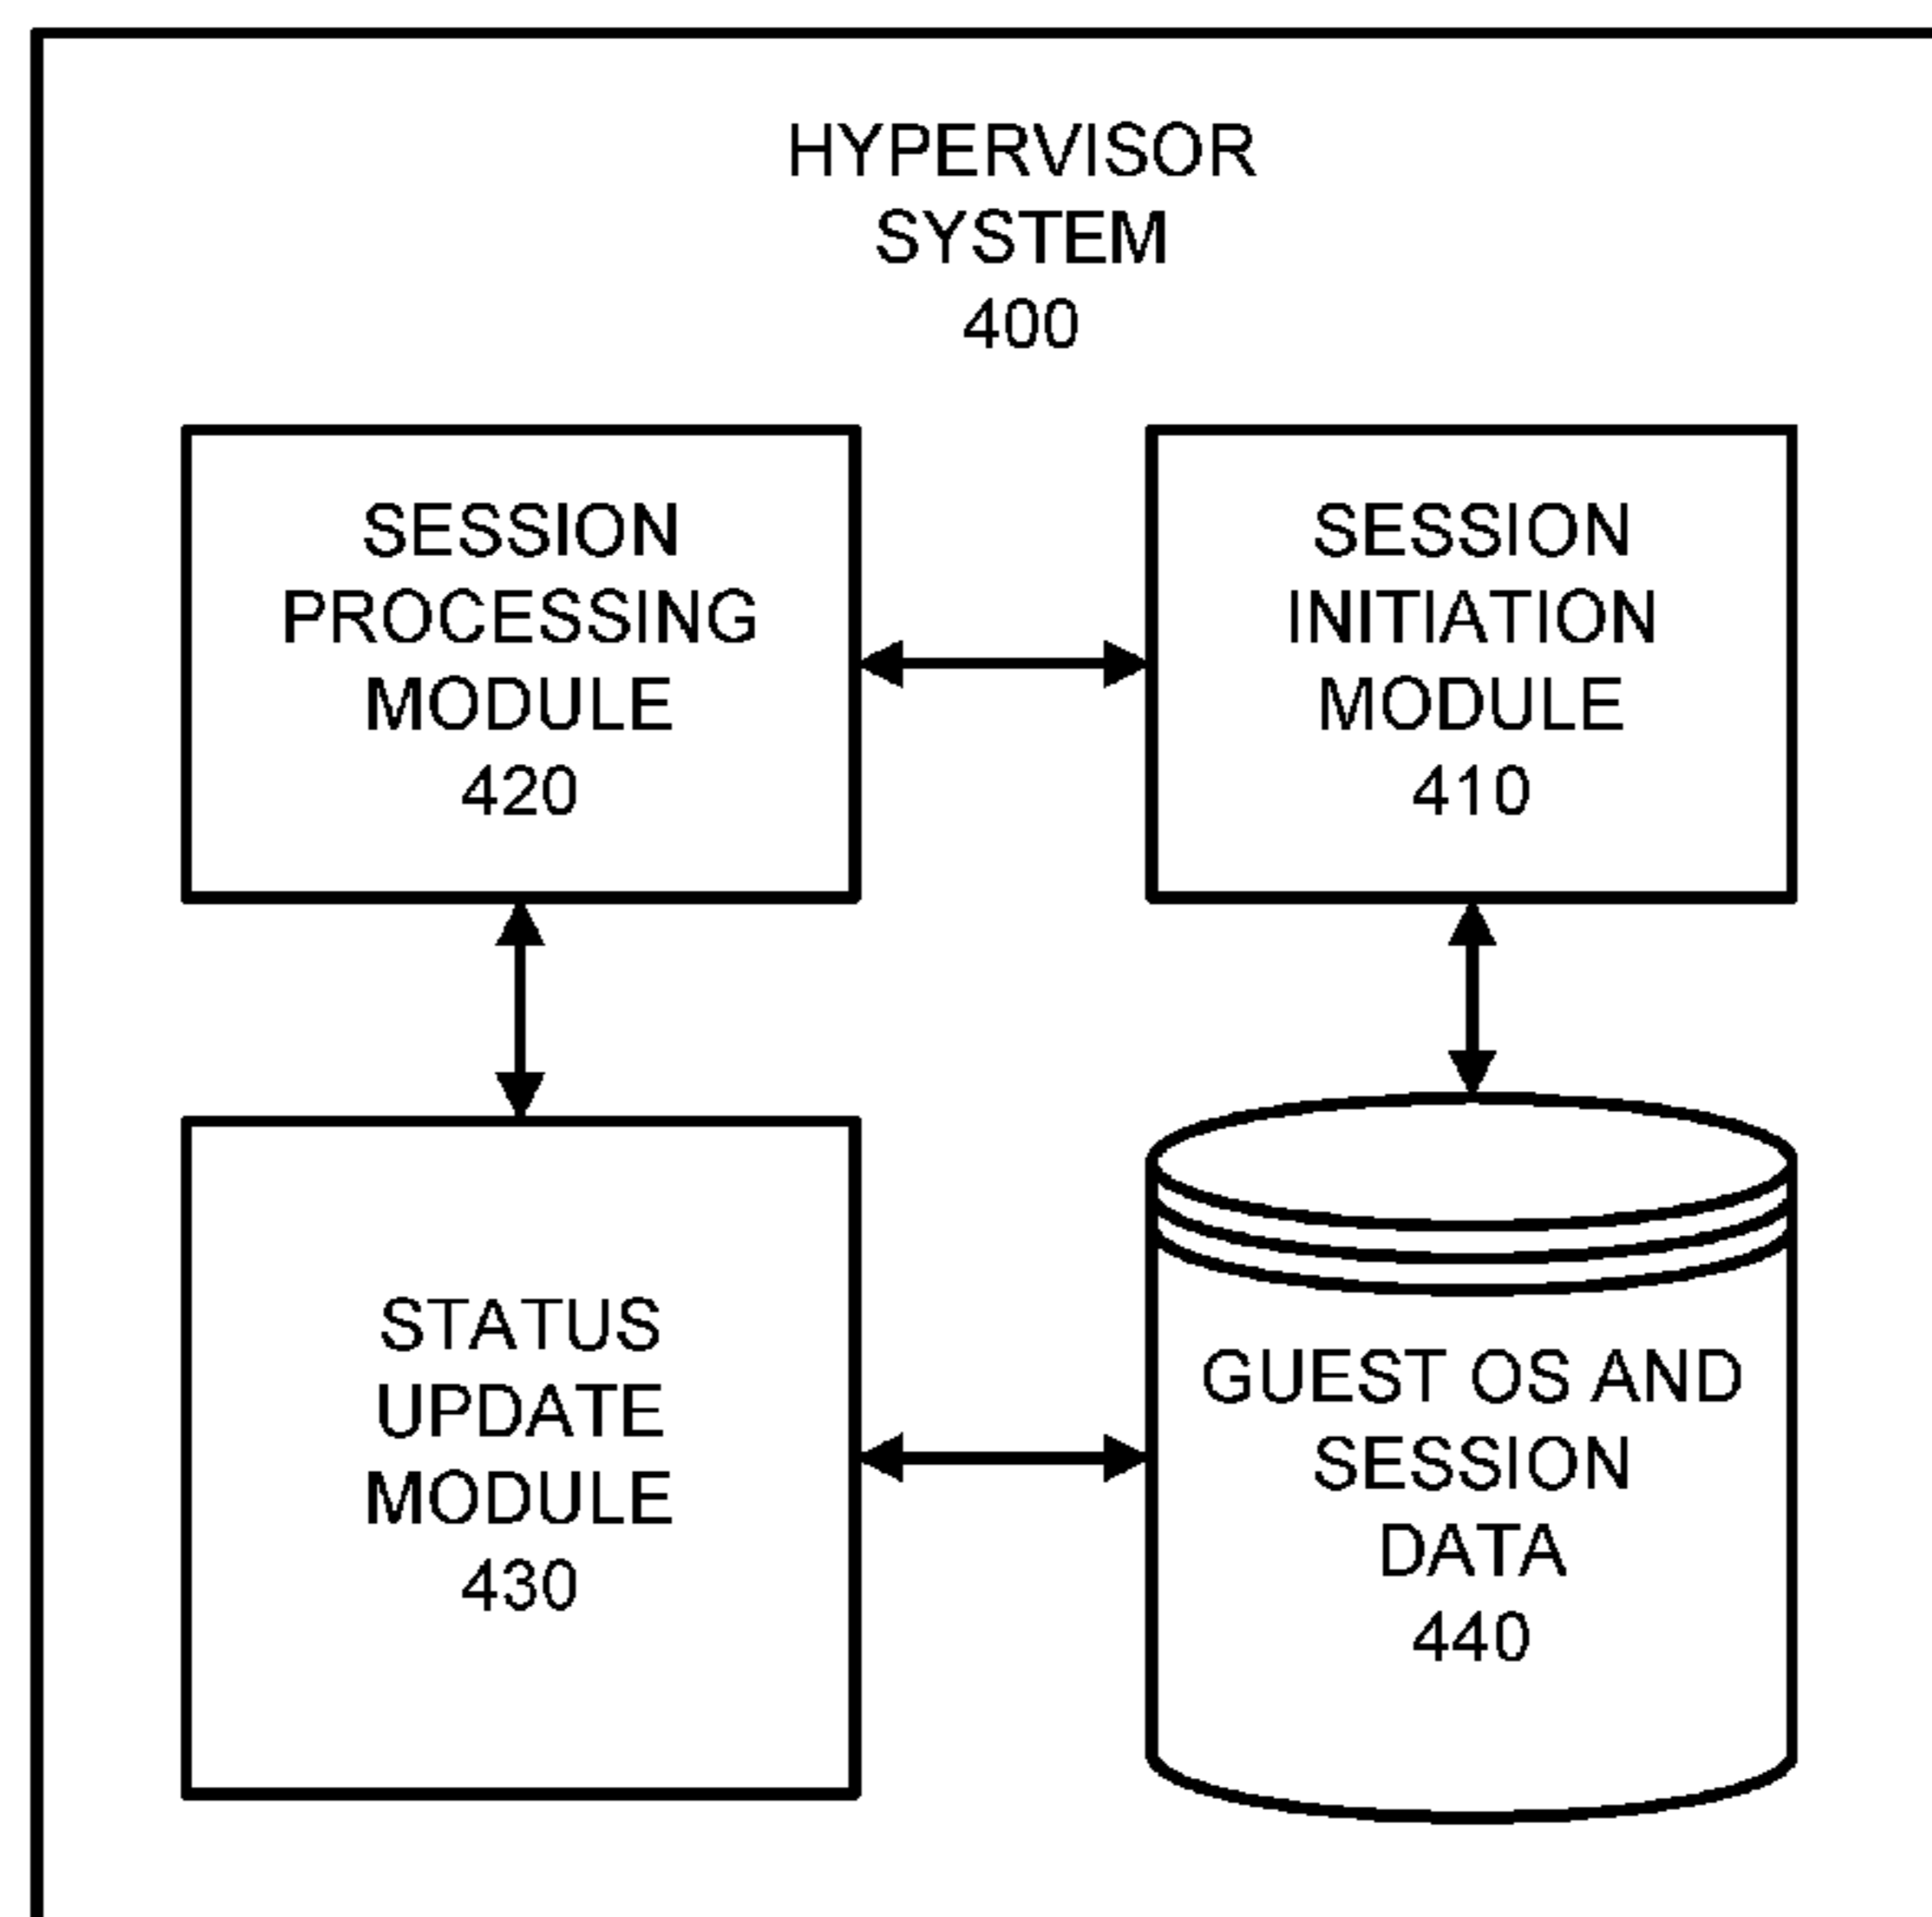 HYPERVISOR
SYSTEM
400
SESSION
PROCESSING
MODULE
420
SESSION
INITIATION
MODULE
410
STATUS
UPDATE
MODULE
430
GUEST OS AND
SESSION
DATA
440